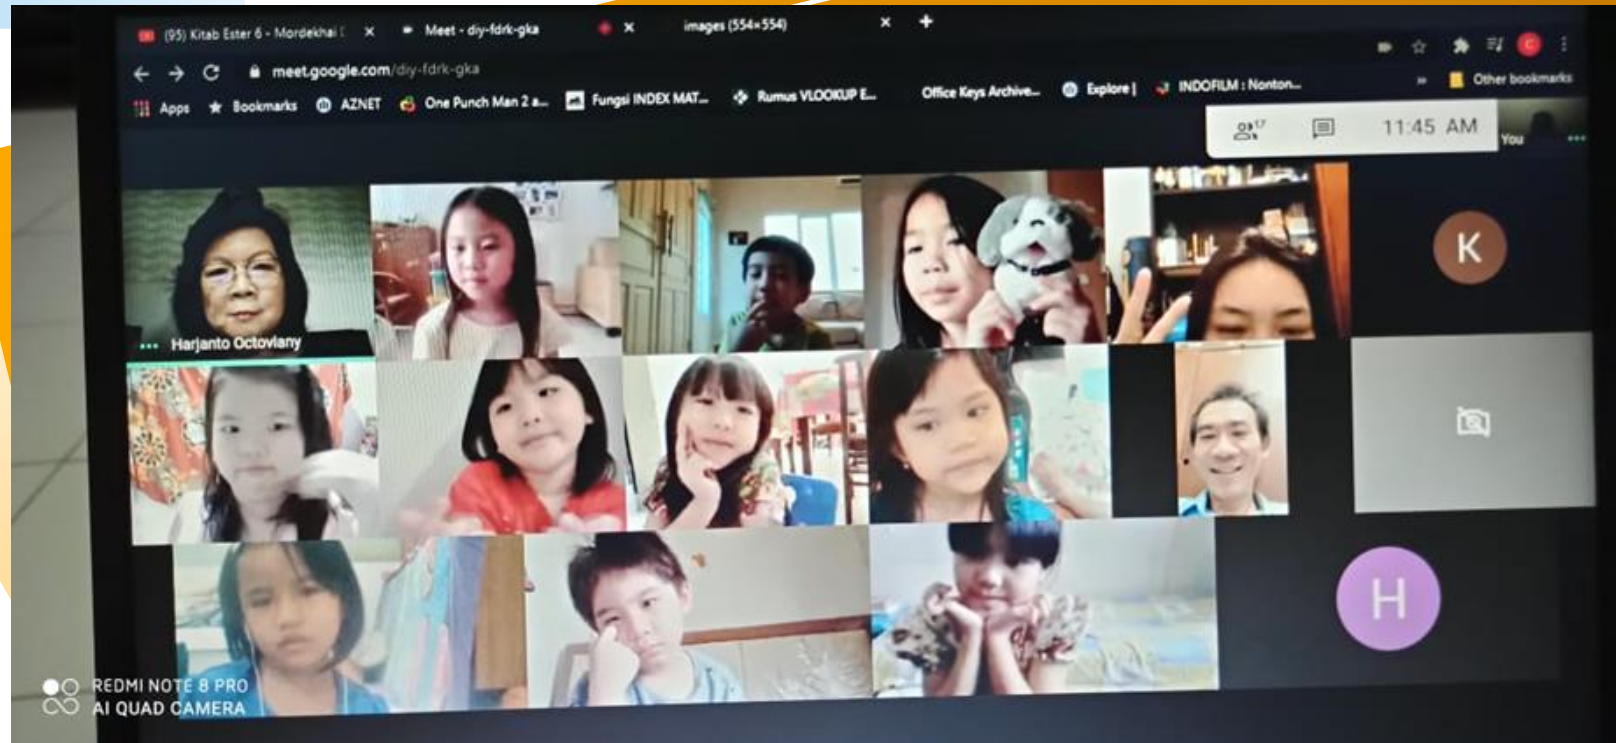 (95) Kitab Ester 6 - Mordekhai
Meet - diy-fdrk-gka
images (554×554)
meet.google.com/diy-fdrk-gka
Apps
Bookmarks
AZNET
One Punch Man 2 a...
Fungsi INDEX MAT...
Rumus VLOOKUP E...
Office Keys Archive...
Explore |
INDOFILM : Nonton...
Other bookmarks
17
11:45 AM
You
C
Harjanto Octoviany
K
H
REDMI NOTE 8 PRO
AI QUAD CAMERA